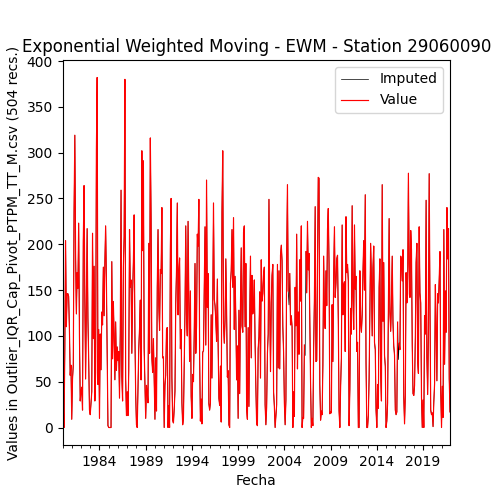 Exponential Weighted Moving - EWM - Station 29060090
Values in Outlier_IQR_Cap_Pivot_PTPM_TT_M.csv (504 recs.)
400
350
300
250
200
150
100
50
0
Imputed
Value
1984 1989 1994 1999 2004 2009 2014 2019
Fecha